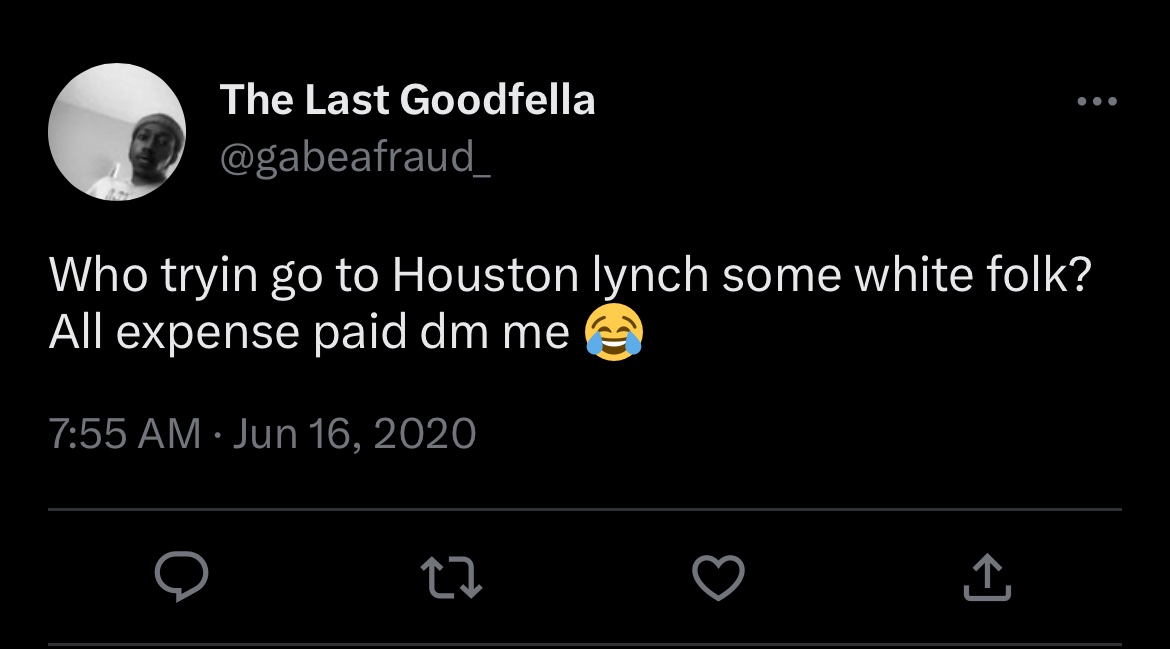 The Last Goodfella
@gabeafraud_
Who tryin go to Houston lynch some white folk?
All expense paid dm me 😂
7:55 AM · Jun 16, 2020